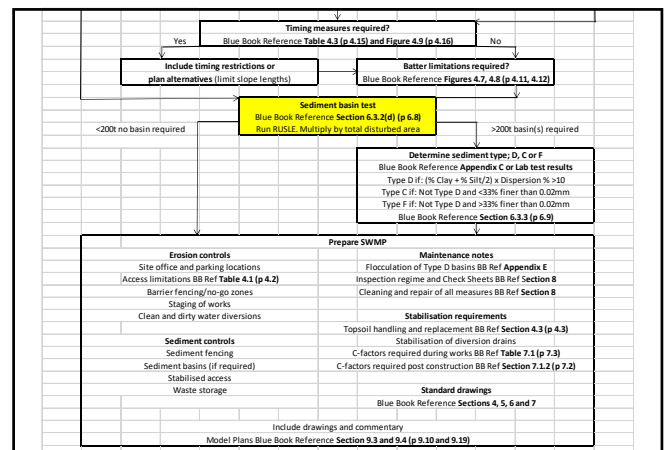 Timing measures required?
Yes
Blue Book Reference Table 4.3 (p 4.15) and Figure 4.9 (p 4.16)
No
Include timing restrictions or
plan alternatives (limit slope lengths)
Batter limitations required?
Blue Book Reference Figures 4.7, 4.8 (p 4.11, 4.12)
Sediment basin test
Blue Book Reference Section 6.3.2(d) (p 6.8)
Run RUSLE. Multiply by total disturbed area
<200t no basin required
>200t basin(s) required
Determine sediment type; D, C or F
Blue Book Reference Appendix C or Lab test results
Type D if: (% Clay + % Silt/2) x Dispersion % >10
Type C if: Not Type D and <33% finer than 0.02mm
Type F if: Not Type D and >33% finer than 0.02mm
Blue Book Reference Section 6.3.3 (p 6.9)
Prepare SWMP
Erosion controls
Site office and parking locations
Access limitations BB Ref Table 4.1 (p 4.2)
Barrier fencing/no-go zones
Staging of works
Clean and dirty water diversions
Sediment controls
Sediment fencing
Sediment basins (if required)
Stabilised access
Waste storage
Maintenance notes
Flocculation of Type D basins BB Ref Appendix E
Inspection regime and Check Sheets BB Ref Section 8
Cleaning and repair of all measures BB Ref Section 8
Stabilisation requirements
Topsoil handling and replacement BB Ref Section 4.3 (p 4.3)
Stabilisation of diversion drains
C-factors required during works BB Ref Table 7.1 (p 7.3)
C-factors required post construction BB Ref Section 7.1.2 (p 7.2)
Standard drawings
Blue Book Reference Sections 4, 5, 6 and 7
Include drawings and commentary
Model Plans Blue Book Reference Section 9.3 and 9.4 (p 9.10 and 9.19)